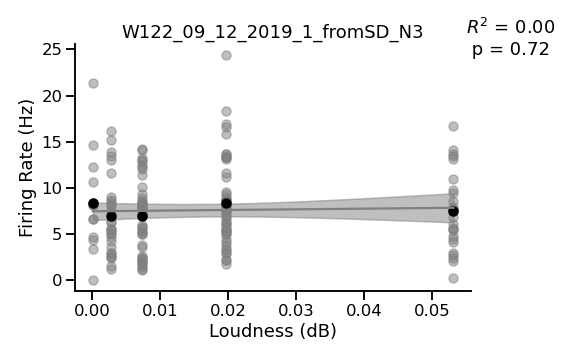 W122_09_12_2019_1_fromSD_N3
R² = 0.00
p = 0.72
Firing Rate (Hz)
25
20
15
10
5
0
0.00 0.01 0.02 0.03 0.04 0.05
Loudness (dB)